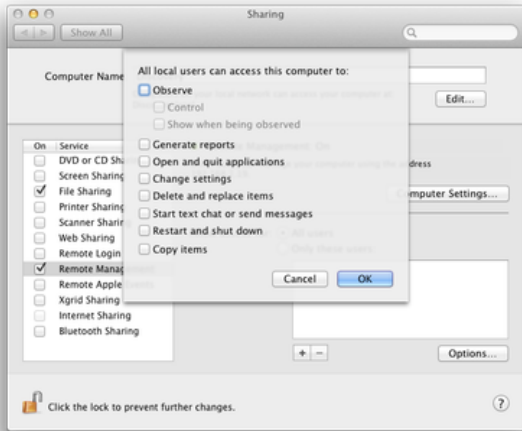 Sharing
Show All
All local users can access this computer to:
Computer Name
Observe
Edit...
Control
Show when being observed
On Service
Generate reports
DVD or CD Sha
Open and quit applications
address
Screen Sharing
Change settings
File Sharing
Computer Settings...
Delete and replace items
Printer Sharing
Start text chat or send messages
Scanner Sharing
Restart and shut down
All users
Web Sharing
Copy items
Only these users
Remote Login
Remote Management
Cancel
OK
Remote Apple Events
Xgrid Sharing
Internet Sharing
Bluetooth Sharing
+ -
Options...
Click the lock to prevent further changes.
?